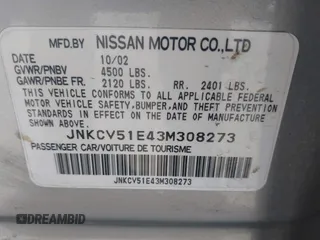 MFD.BY NISSAN MOTOR CO.,LTD
DATE 10/02
GVWR/PNBV 4500 LBS.
GAWR/PNBE FR. 2120 LBS. RR. 2401 LBS.
THIS VEHICLE CONFORMS TO ALL APPLICABLE FEDERAL
MOTOR VEHICLE SAFETY, BUMPER, AND THEFT PREVENTION
STANDARDS IN EFFECT ON THE DATE OF MANUFACTURE
SHOWN ABOVE.
JNKCV51E43M308273
PASSENGER CAR/VOITURE DE TOURISME
JNKCV51E43M308273
AUTOBIDMASTER